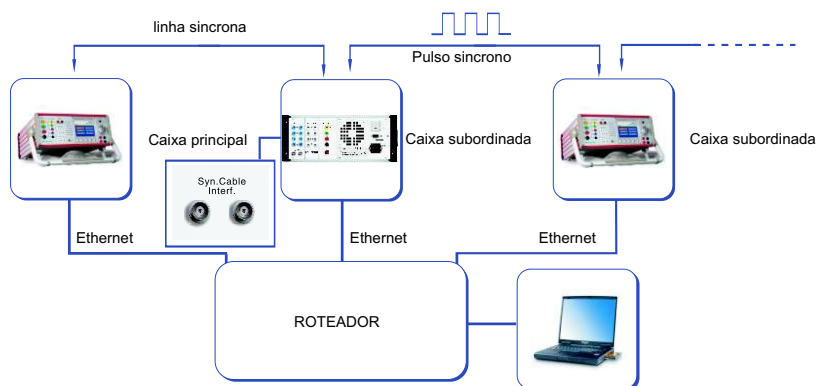 linha sincrona
Pulso sincrono
Caixa principal
Caixa subordinada
Caixa subordinada
Syn.Cable
Interf.
Ethernet
Ethernet
Ethernet
ROTEADOR